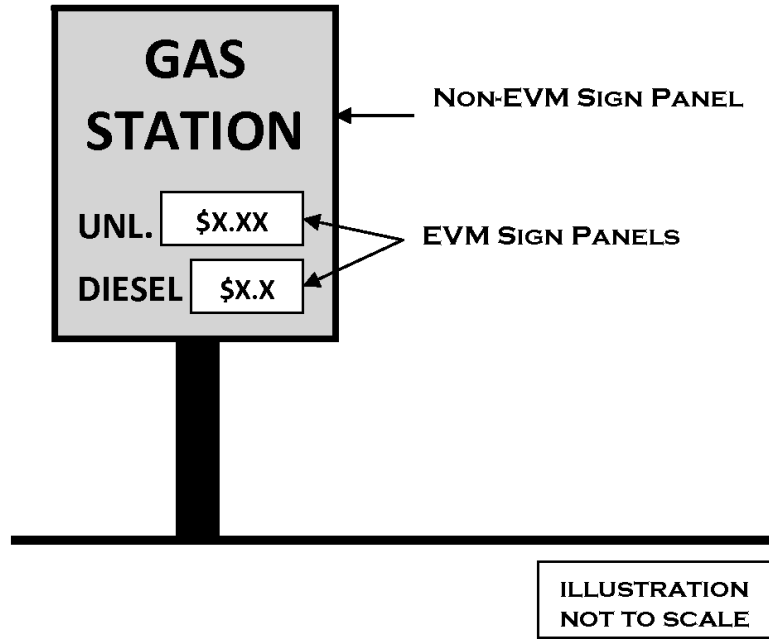 GAS
STATION
NON-EVM SIGN PANEL
UNL. $X.XX
EVM SIGN PANELS
DIESEL $X.X
ILLUSTRATION
NOT TO SCALE